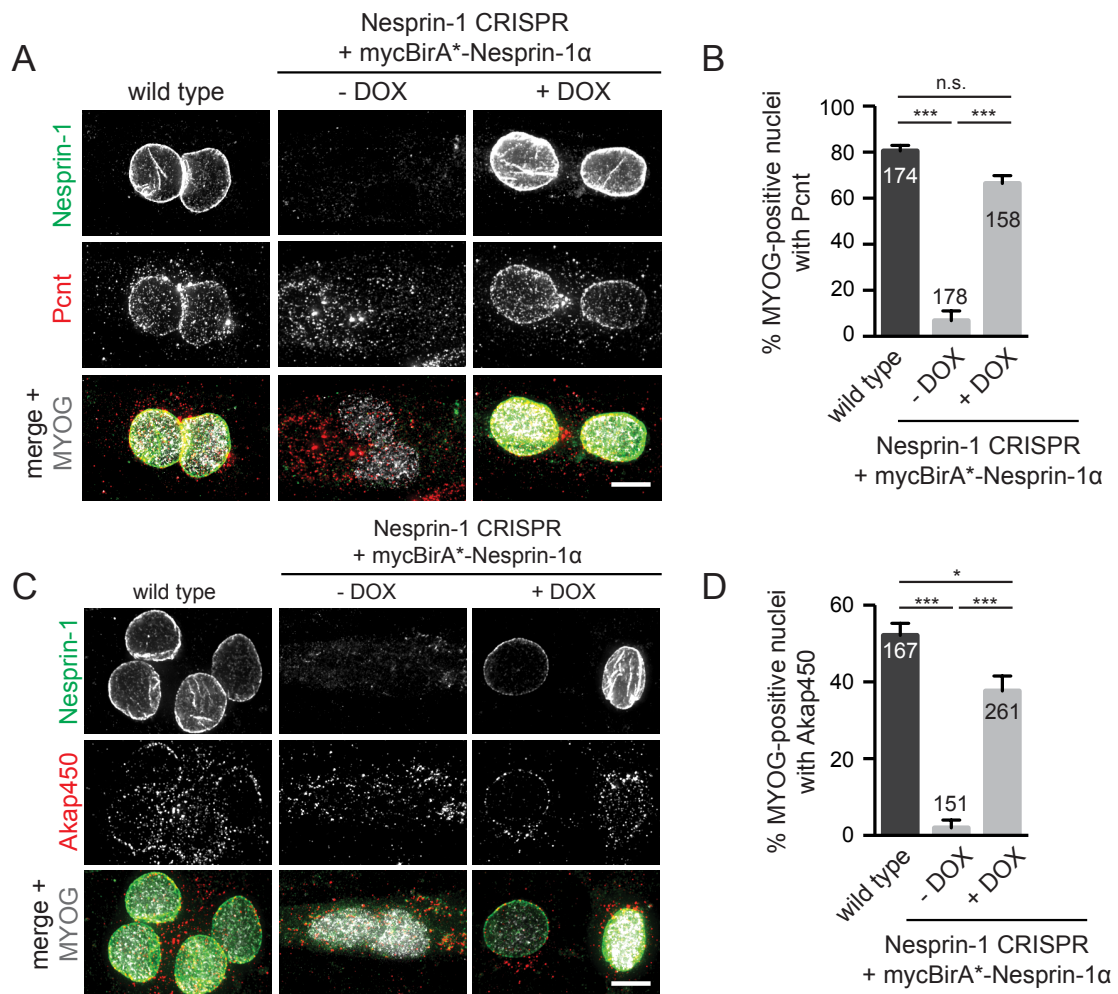 A
Nesprin-1 CRISPR
+ mycBirA*-Nesprin-1α
wild type
- DOX
+ DOX
Nesprin-1
Pcnt
merge +
MYOG
B
% MYOG-positive nuclei
with Pcnt
100
80
60
40
20
0
n.s.
***
***
174
178
158
wild type
- DOX
+ DOX
Nesprin-1 CRISPR
+ mycBirA*-Nesprin-1α
C
Nesprin-1 CRISPR
+ mycBirA*-Nesprin-1α
wild type
- DOX
+ DOX
Nesprin-1
Akap450
merge +
MYOG
D
% MYOG-positive nuclei
with Akap450
60
40
20
0
*
***
***
167
151
261
wild type
- DOX
+ DOX
Nesprin-1 CRISPR
+ mycBirA*-Nesprin-1α